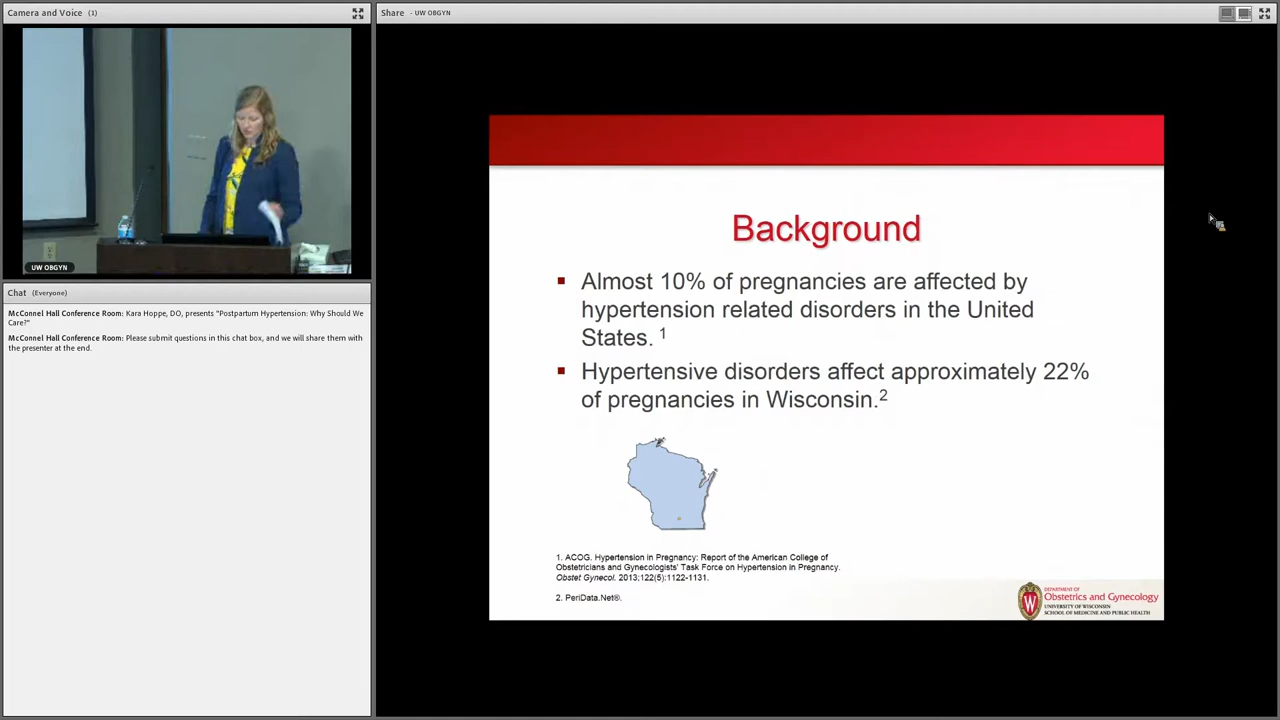 Camera and Voice (1)
Share - UW OBGYN
UW OBGYN
Chat (Everyone)
McConnel Hall Conference Room: Kara Hoppe, DO, presents "Postpartum Hypertension: Why Should We
Care?"
McConnel Hall Conference Room: Please submit questions in this chat box, and we will share them with
the presenter at the end.
Background
▪ Almost 10% of pregnancies are affected by
hypertension related disorders in the United
States. 1
▪ Hypertensive disorders affect approximately 22%
of pregnancies in Wisconsin.2
1. ACOG. Hypertension in Pregnancy: Report of the American College of
Obstetricians and Gynecologists' Task Force on Hypertension in Pregnancy.
Obstet Gynecol. 2013;122(5):1122-1131.
2. PeriData.Net®.
W
DEPARTMENT OF
Obstetrics and Gynecology
UNIVERSITY OF WISCONSIN
SCHOOL OF MEDICINE AND PUBLIC HEALTH